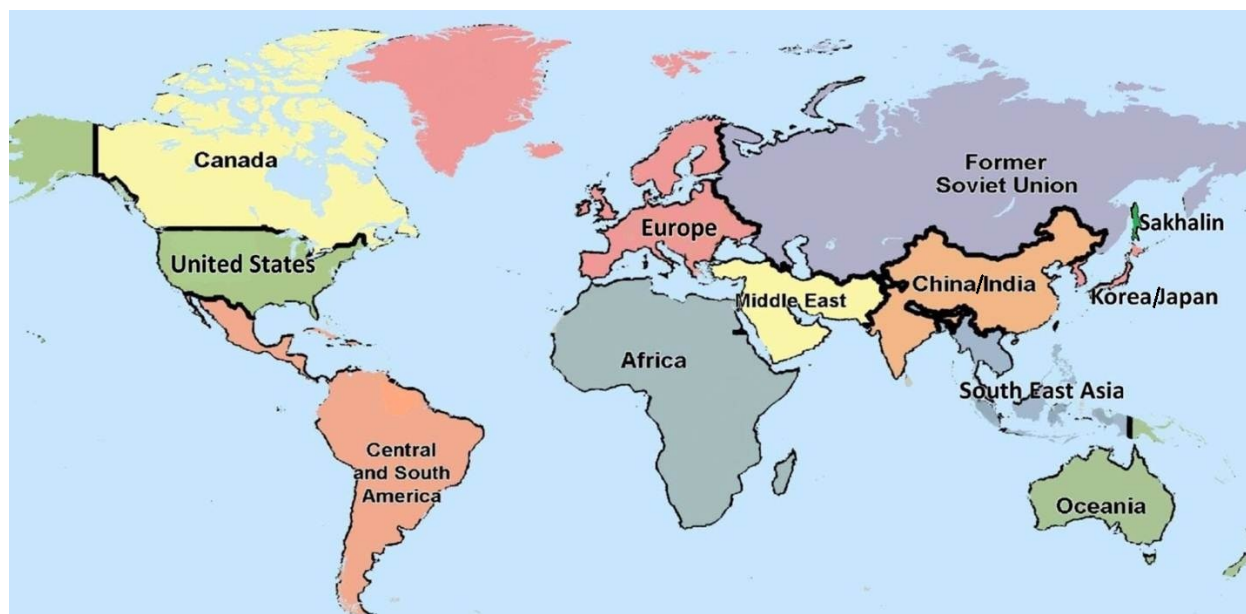 Canada
Former
Soviet Union
Sakhalin
Europe
United States
China/India
Korea/Japan
Middle East
Africa
South East Asia
Central
and South
America
Oceania